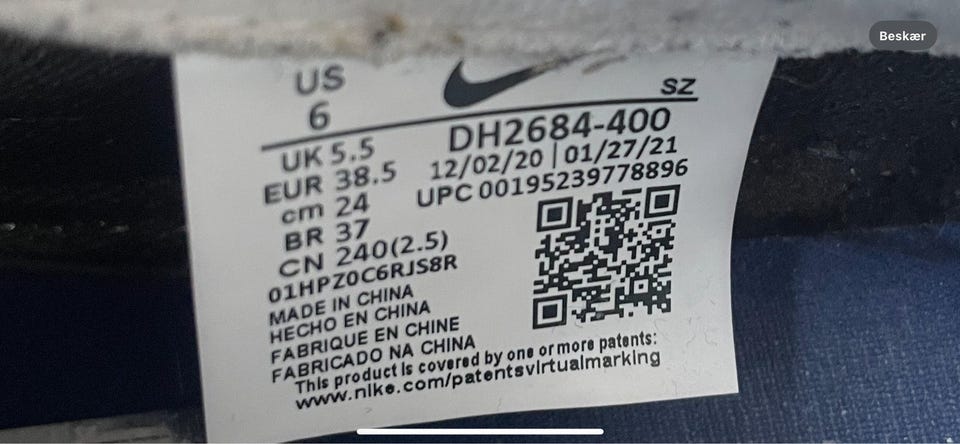 Beskær
US
6
SZ
UK 5.5
EUR 38.5
cm 24
BR 37
CN 240(2.5)
DH2684-400
12/02/20 | 01/27/21
UPC 00195239778896
01HPZ0C6RJS8R
MADE IN CHINA
HECHO EN CHINA
FABRIQUE EN CHINE
FABRICADO NA CHINA
This product is covered by one or more patents:
www.nike.com/patentsvirtualmarking